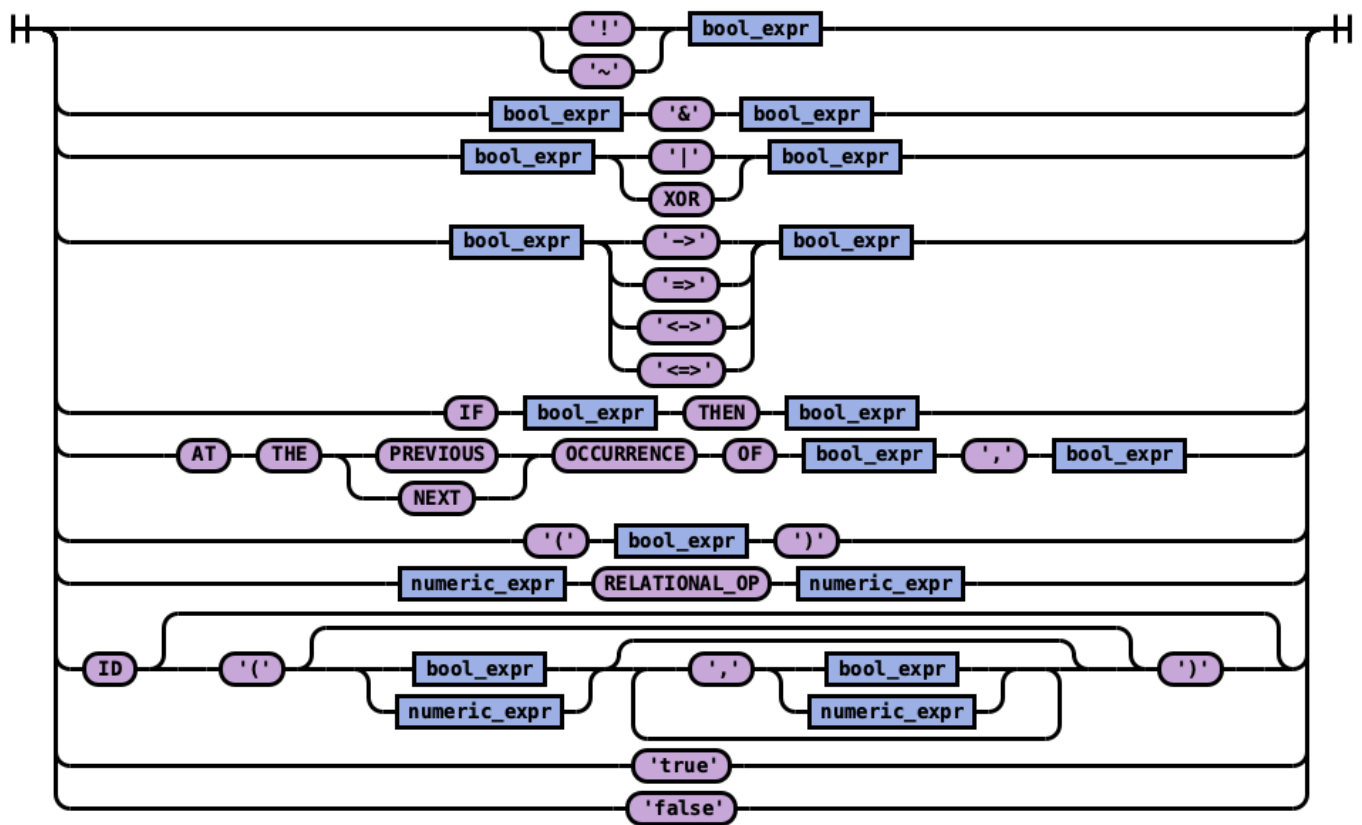 '!' bool_expr
'~'
bool_expr '&' bool_expr
bool_expr '|' bool_expr
XOR
bool_expr '->' bool_expr
'=>'
'<->'
'<=>'
IF bool_expr THEN bool_expr
AT THE PREVIOUS OCCURRENCE OF bool_expr ',' bool_expr
NEXT
'(' bool_expr ')'
numeric_expr RELATIONAL_OP numeric_expr
ID '(' bool_expr ',' bool_expr ')'
numeric_expr numeric_expr
'true'
'false'